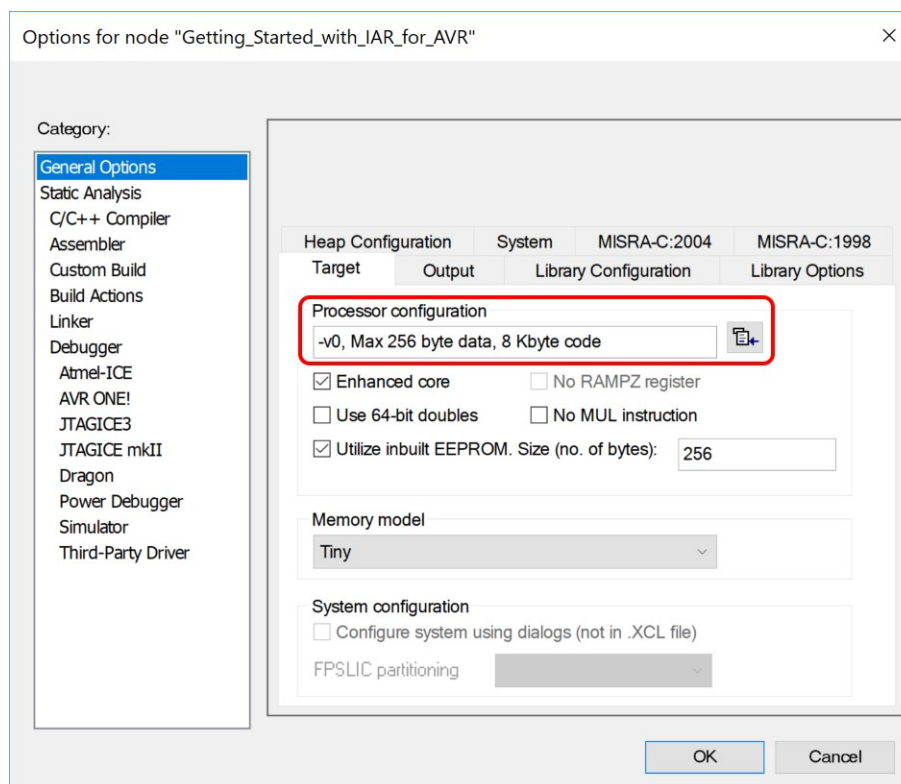 Options for node "Getting_Started_with_IAR_for_AVR"
Category:
General Options
Static Analysis
C/C++ Compiler
Assembler
Custom Build
Build Actions
Linker
Debugger
Atmel-ICE
AVR ONE!
JTAGICE3
JTAGICE mkII
Dragon
Power Debugger
Simulator
Third-Party Driver
Heap Configuration System MISRA-C:2004 MISRA-C:1998
Target Output Library Configuration Library Options
Processor configuration
-v0, Max 256 byte data, 8 Kbyte code
Enhanced core No RAMPZ register
Use 64-bit doubles No MUL instruction
Utilize inbuilt EEPROM. Size (no. of bytes): 256
Memory model
Tiny
System configuration
Configure system using dialogs (not in .XCL file)
FPSLIC partitioning
OK Cancel